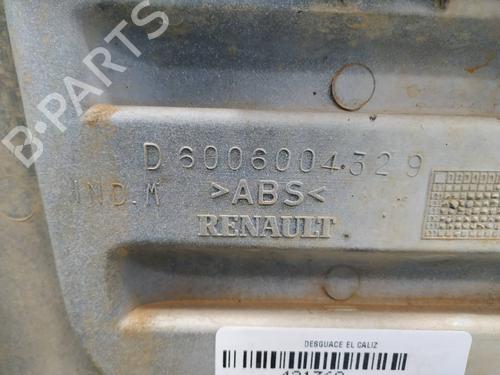 B-PARTS
D 6006004329
IND. M >ABS<
RENAULT
DESGUACE EL CALIZ